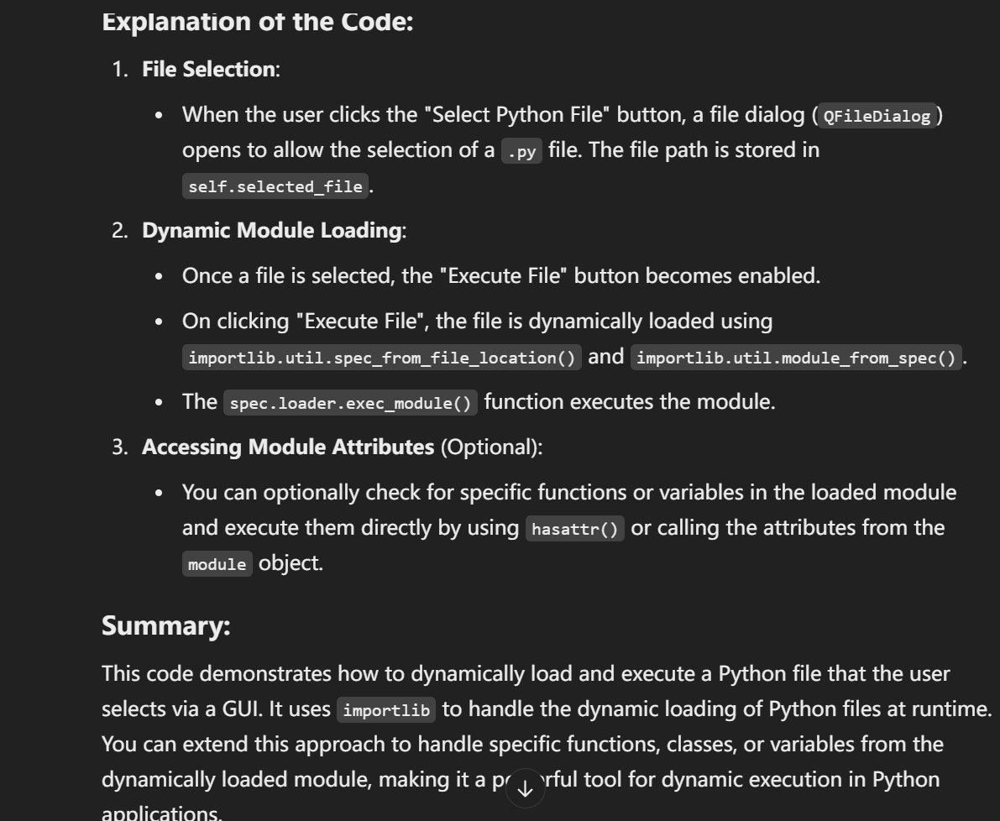 Explanation of the Code:
1. File Selection:
• When the user clicks the "Select Python File" button, a file dialog (QFileDialog)
opens to allow the selection of a .py file. The file path is stored in
self.selected_file.
2. Dynamic Module Loading:
• Once a file is selected, the "Execute File" button becomes enabled.
• On clicking "Execute File", the file is dynamically loaded using
importlib.util.spec_from_file_location() and importlib.util.module_from_spec().
• The spec.loader.exec_module() function executes the module.
3. Accessing Module Attributes (Optional):
• You can optionally check for specific functions or variables in the loaded module
and execute them directly by using hasattr() or calling the attributes from the
module object.
Summary:
This code demonstrates how to dynamically load and execute a Python file that the user
selects via a GUI. It uses importlib to handle the dynamic loading of Python files at runtime.
You can extend this approach to handle specific functions, classes, or variables from the
dynamically loaded module, making it a tool for dynamic execution in Python
applications.